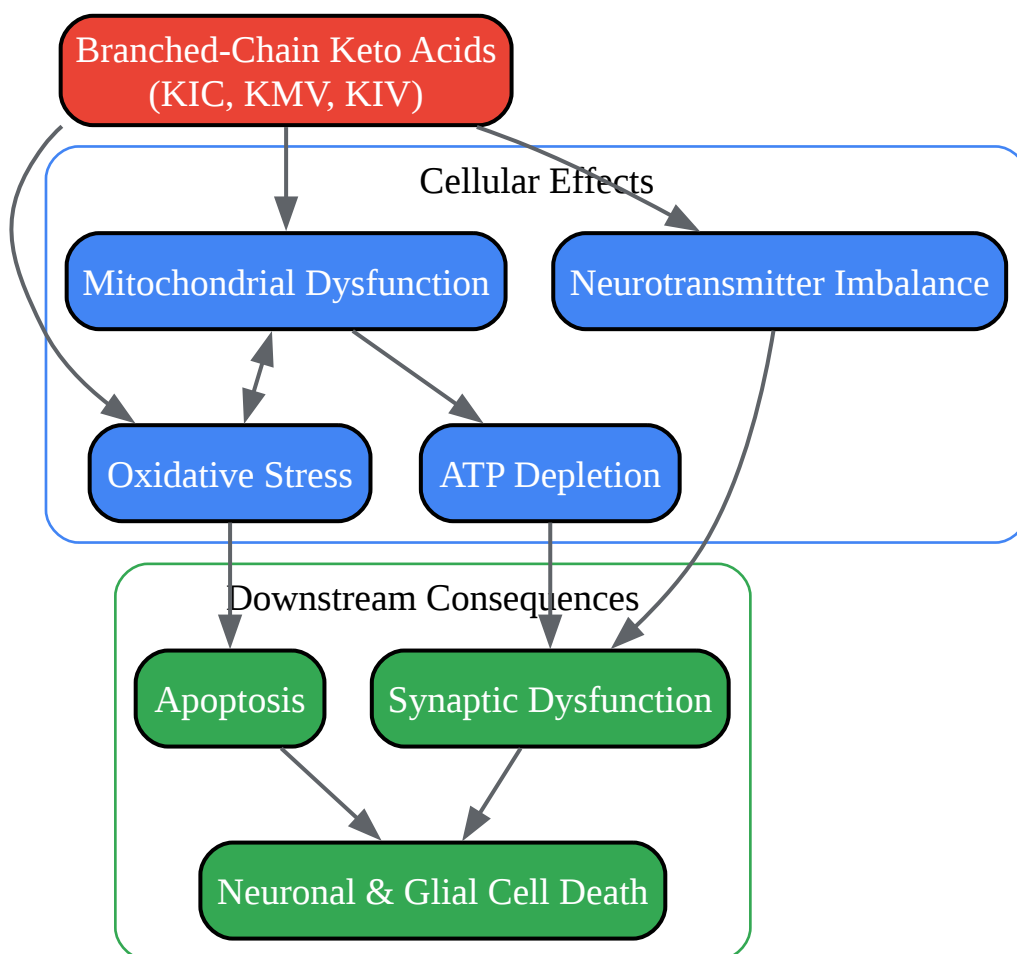 Branched-Chain Keto Acids
(KIC, KMV, KIV)
Cellular Effects
Mitochondrial Dysfunction
Neurotransmitter Imbalance
Oxidative Stress
ATP Depletion
Downstream Consequences
Apoptosis
Synaptic Dysfunction
Neuronal & Glial Cell Death